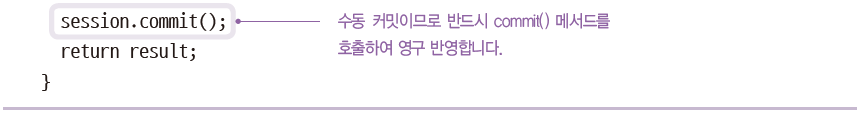 session.commit();
수동 커밋이므로 반드시 commit() 메서드를
호출하여 영구 반영합니다.
return result;
}